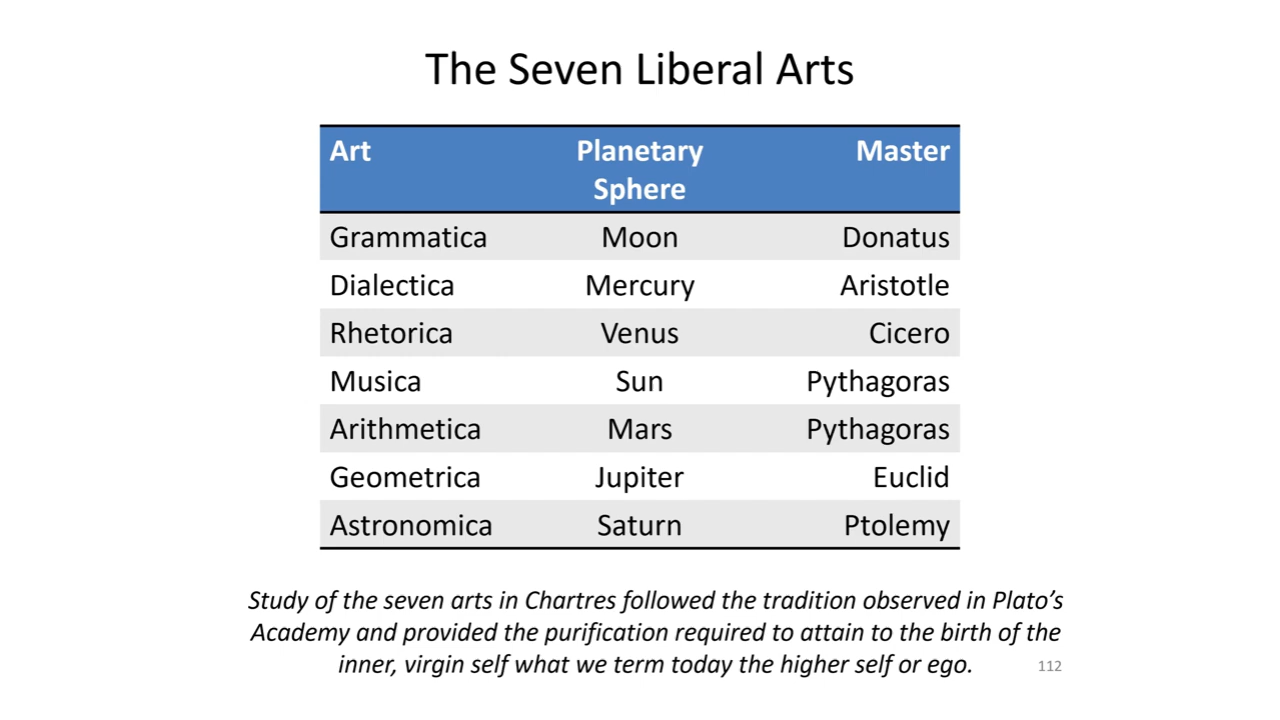 The Seven Liberal Arts
Art Planetary Sphere Master
Grammatica Moon Donatus
Dialectica Mercury Aristotle
Rhetorica Venus Cicero
Musica Sun Pythagoras
Arithmetica Mars Pythagoras
Geometrica Jupiter Euclid
Astronomica Saturn Ptolemy
Study of the seven arts in Chartres followed the tradition observed in Plato’s
Academy and provided the purification required to attain to the birth of the
inner, virgin self what we term today the higher self or ego.
112